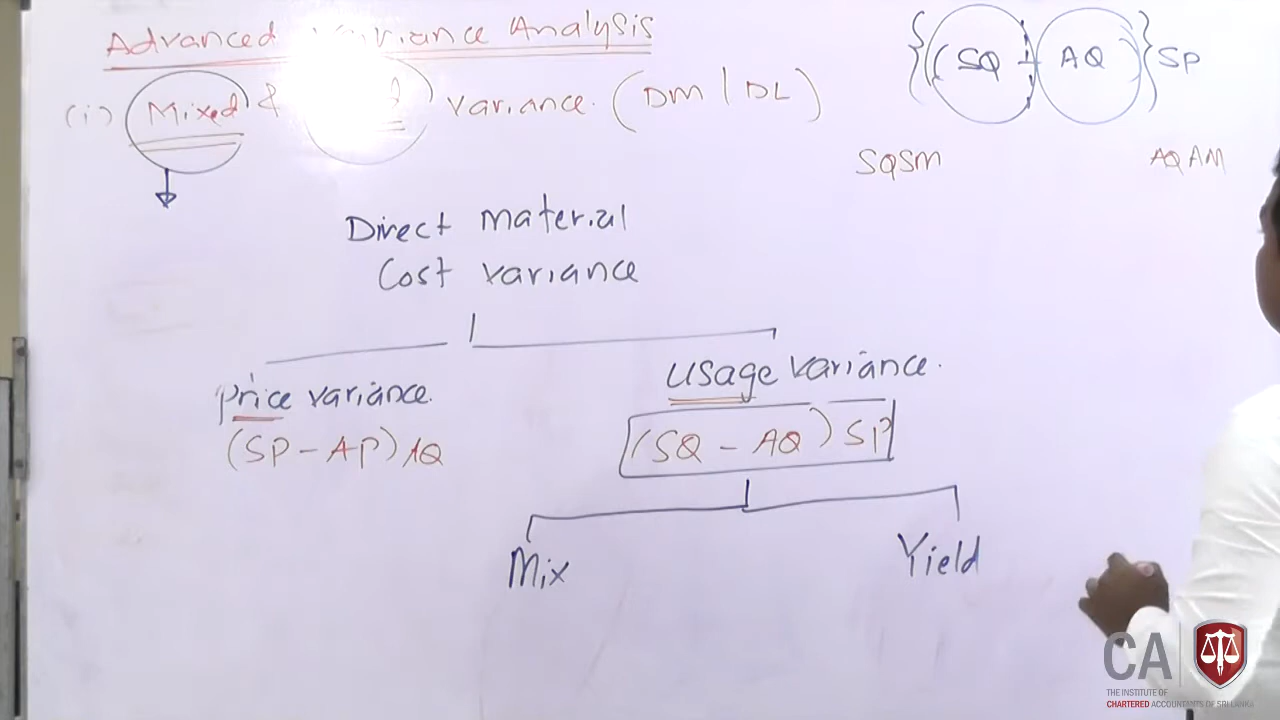 Advanced Variance Analysis
{(SQ - AQ)} SP
(i) Mixed & variance. (DM / DL)
SQSM AQAM
Direct material
Cost variance
Price variance. Usage variance.
(SP - AP) AQ (SQ - AQ) SP
Mix Yield
CA
THE INSTITUTE OF
CHARTERED ACCOUNTANTS OF SRI LANKA